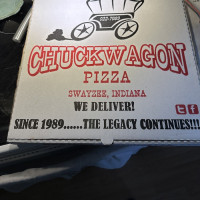 CHUCKWAGON
PIZZA
SWAYZEE, INDIANA
WE DELIVER!
SINCE 1989......THE LEGACY CONTINUES!!!